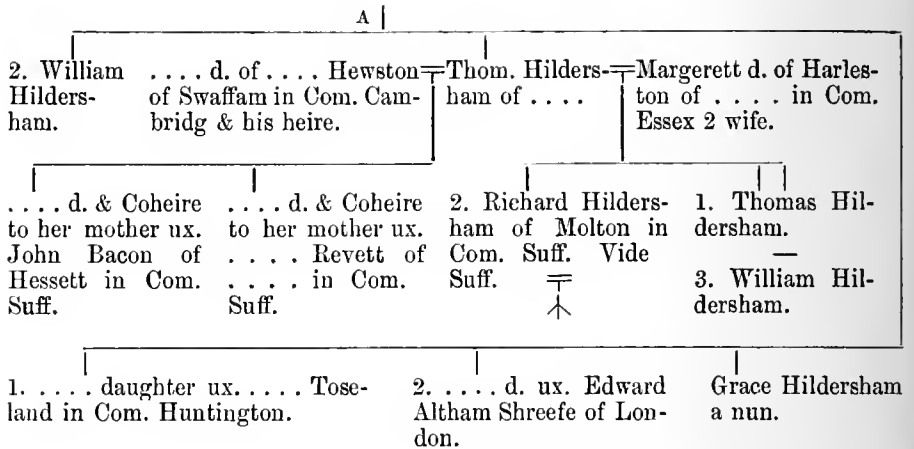 A
2. William
Hilders-
ham.
. . . . d. of . . . . Hewston
of Swaffam in Com. Cam-
bridg & his heire.
Thom. Hilders-
ham of . . . .
Margerett d. of Harles-
ton of . . . . in Com.
Essex 2 wife.
. . . . d. & Coheire
to her mother ux.
John Bacon of
Hessett in Com.
Suff.
. . . . d. & Coheire
to her mother ux.
. . . . Revett of
. . . . in Com.
Suff.
2. Richard Hilders-
ham of Molton in
Com. Suff. Vide
Suff.
1. Thomas Hil-
dersham.
3. William Hil-
dersham.
1. . . . . daughter ux. . . . . Tose-
land in Com. Huntington.
2. . . . . d. ux. Edward
Altham Shreefe of Lon-
don.
Grace Hildersham
a nun.